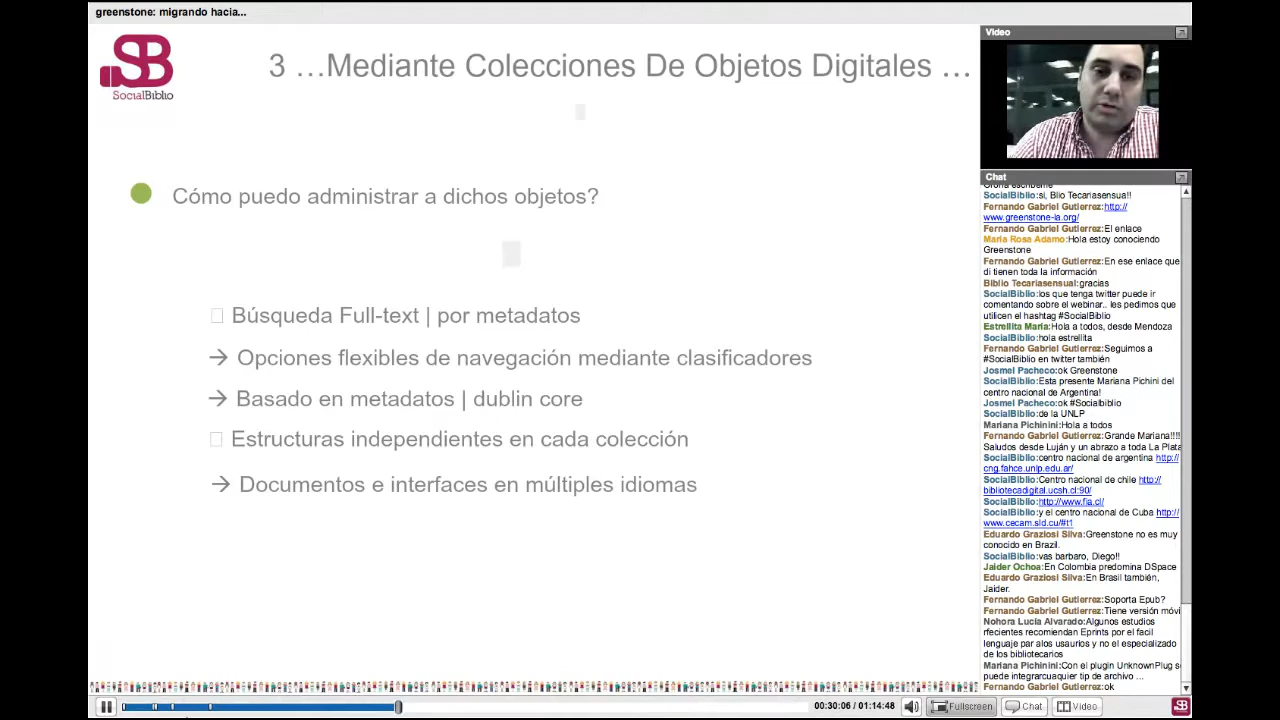 greenstone: migrando hacia...
SB
SocialBiblio
3 …Mediante Colecciones De Objetos Digitales …
Cómo puedo administrar a dichos objetos?
Búsqueda Full-text | por metadatos
→ Opciones flexibles de navegación mediante clasificadores
→ Basado en metadatos | dublin core
Estructuras independientes en cada colección
→ Documentos e interfaces en múltiples idiomas
Video
Chat
SocialBiblio:si, Blio Tecariasensua!!
Fernando Gabriel Gutierrez:http://
www.greenstone-la.org/
Fernando Gabriel Gutierrez:El enlace
María Rosa Adamo:Hola estoy conociendo
Greenstone
Fernando Gabriel Gutierrez:En ese enlace que
di tienen toda la información
Biblio Tecariasensual:gracias
SocialBiblio:los que tenga twitter puede ir
comentando sobre el webinar.. les pedimos que
utilicen el hashtag #SocialBiblio
Estrellita María:Hola a todos, desde Mendoza
SocialBiblio:hola estrellita
Fernando Gabriel Gutierrez:Seguimos a
#SocialBiblio en twitter también
Josmel Pacheco:ok Greenstone
SocialBiblio:Esta presente Mariana Pichini del
centro nacional de Argentina!
Josmel Pacheco:ok #Socialbiblio
SocialBiblio:de la UNLP
Mariana Pichinini:Hola a todos
Fernando Gabriel Gutierrez:Grande Mariana!!!!
Saludos desde Luján y un abrazo a toda La Plata
SocialBiblio:centro nacional de argentina http://
cng.fahce.unlp.edu.ar/
SocialBiblio:Centro nacional de chile http://
bibliotecadigital.ucsh.cl:90/
SocialBiblio:http://www.fia.cl/
SocialBiblio:y el centro nacional de Cuba http://
www.cecam.sld.cu/#t1
Eduardo Graziosi Silva:Greenstone no es muy
conocido en Brazil.
SocialBiblio:vas barbaro, Diego!!
Jaider Ochoa:En Colombia predomina DSpace
Eduardo Graziosi Silva:En Brasil también,
Jaider.
Fernando Gabriel Gutierrez:Soporta Epub?
Fernando Gabriel Gutierrez:Tiene versión móvi
Nohora Lucía Alvarado:Algunos estudios
rfecientes recomiendan Eprints por el facil
lenguaje par alos usaurios y no el especializado
de los bibliotecarios
Mariana Pichinini:Con el plugin UnknownPlug s
puede integrarcuaquier tip de archivo ...
Fernando Gabriel Gutierrez:ok
00:30:06 / 01:14:48
Fullscreen
Chat
Video